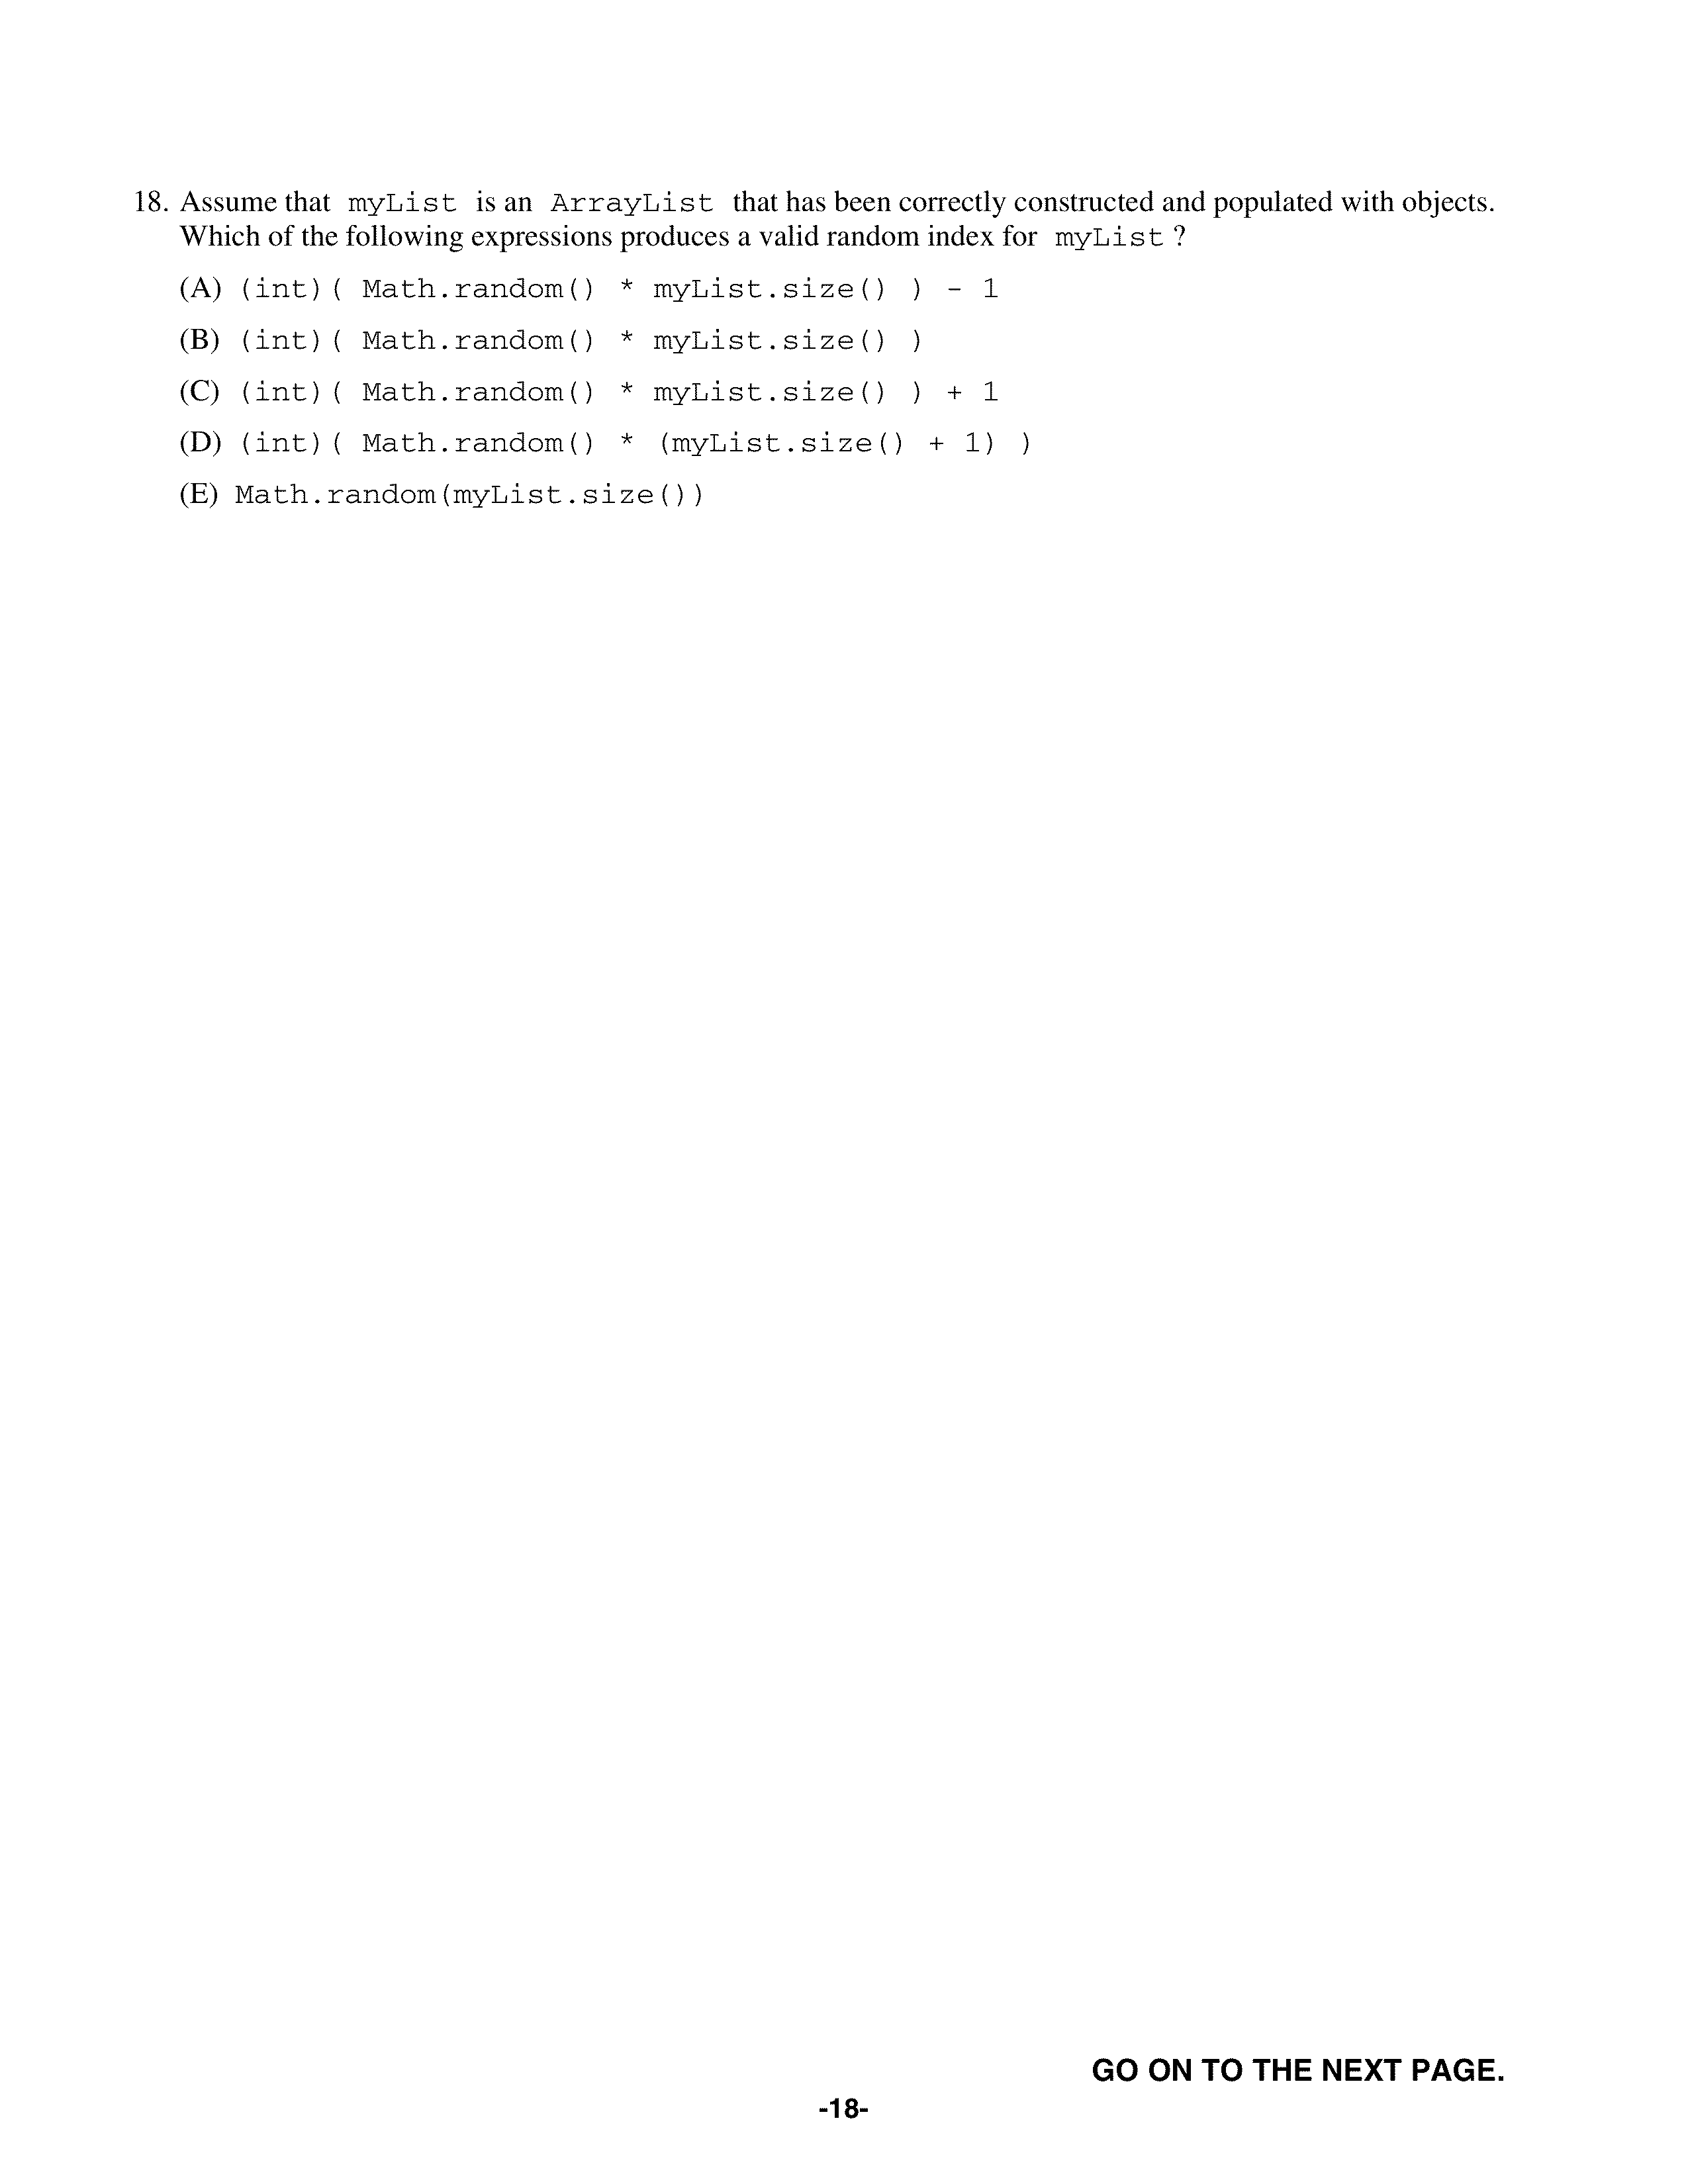 18. Assume that myList is an ArrayList that has been correctly constructed and populated with objects.
Which of the following expressions produces a valid random index for myList ?
(A) (int)( Math.random() * myList.size() ) - 1
(B) (int)( Math.random() * myList.size() )
(C) (int)( Math.random() * myList.size() ) + 1
(D) (int)( Math.random() * (myList.size() + 1) )
(E) Math.random(myList.size())
GO ON TO THE NEXT PAGE.
-18-